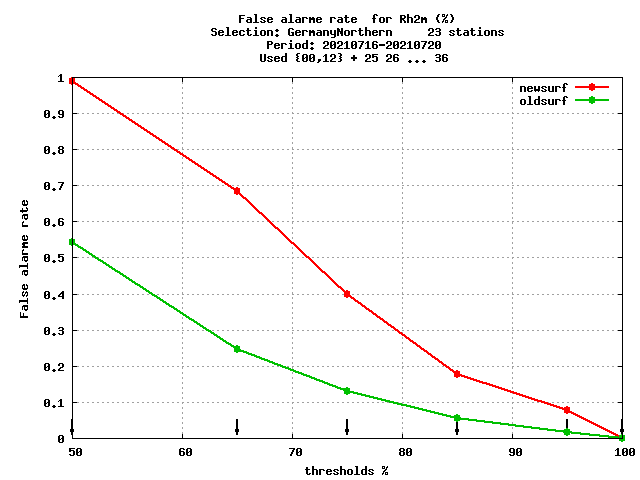 False alarme rate  for Rh2m (%)
Selection: GermanyNorthern     23 stations
Period: 20210716-20210720
Used {00,12} + 25 26 ... 36
newsurf
oldsurf
1
0.9
0.8
0.7
0.6
0.5
0.4
0.3
0.2
0.1
0
False alarme rate
50 60 70 80 90 100
thresholds %